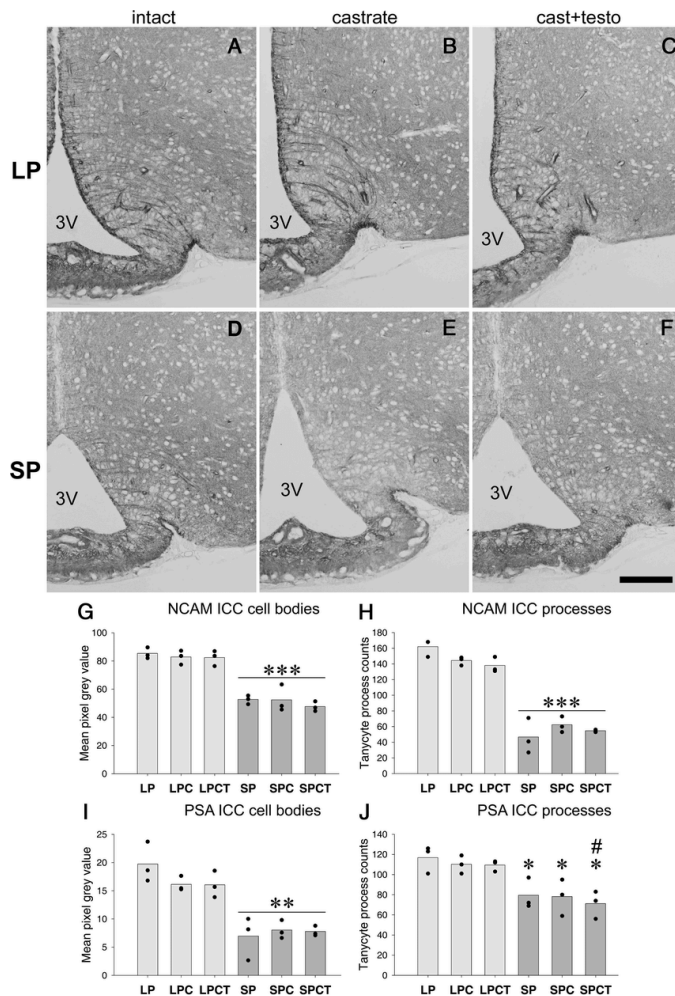 intact castrate cast+testo
A B C
LP
3V 3V 3V
D E F
SP
3V 3V 3V
G NCAM ICC cell bodies
Mean pixel grey value
100
80
60
40
20
0
***
LP LPC LPCT SP SPC SPCT
H NCAM ICC processes
Tanycyte process counts
180
160
140
120
100
80
60
40
20
0
***
LP LPC LPCT SP SPC SPCT
I PSA ICC cell bodies
Mean pixel grey value
25
20
15
10
5
0
**
LP LPC LPCT SP SPC SPCT
J PSA ICC processes
Tanycyte process counts
140
120
100
80
60
40
20
0
#
* * *
LP LPC LPCT SP SPC SPCT